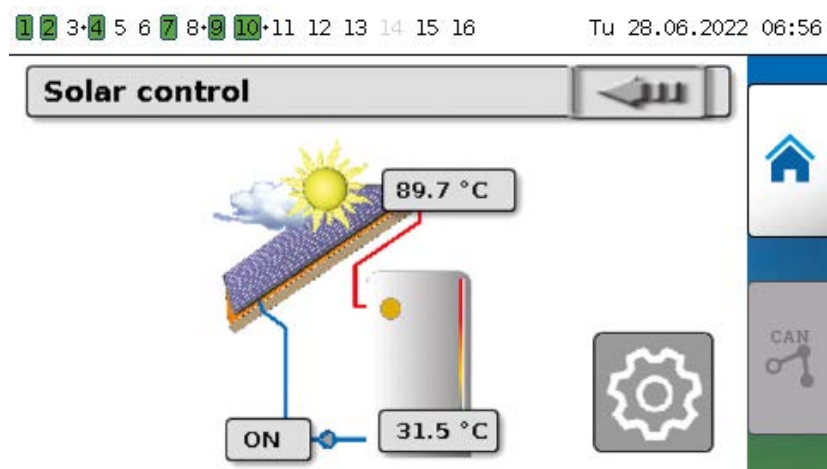 1 2 3·4 5 6 7 8·9 10·11 12 13 14 15 16 Tu 28.06.2022 06:56
Solar control
89.7 °C
CAN
31.5 °C
ON